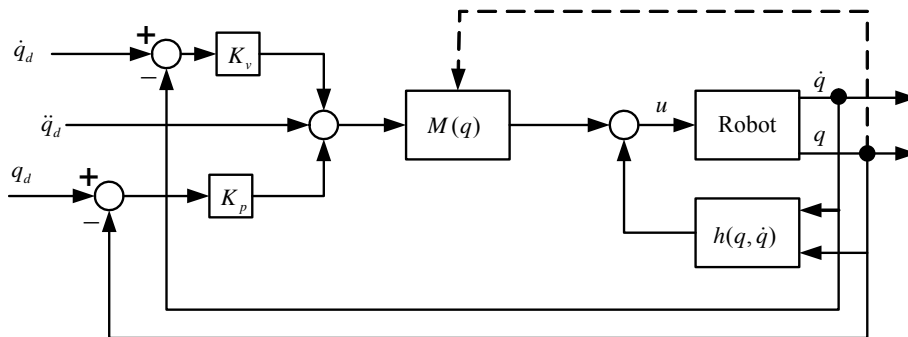 q̇_d
+
−
K_v
q̈_d
M(q)
u
Robot
q̇
q
q_d
+
−
K_p
h(q, q̇)